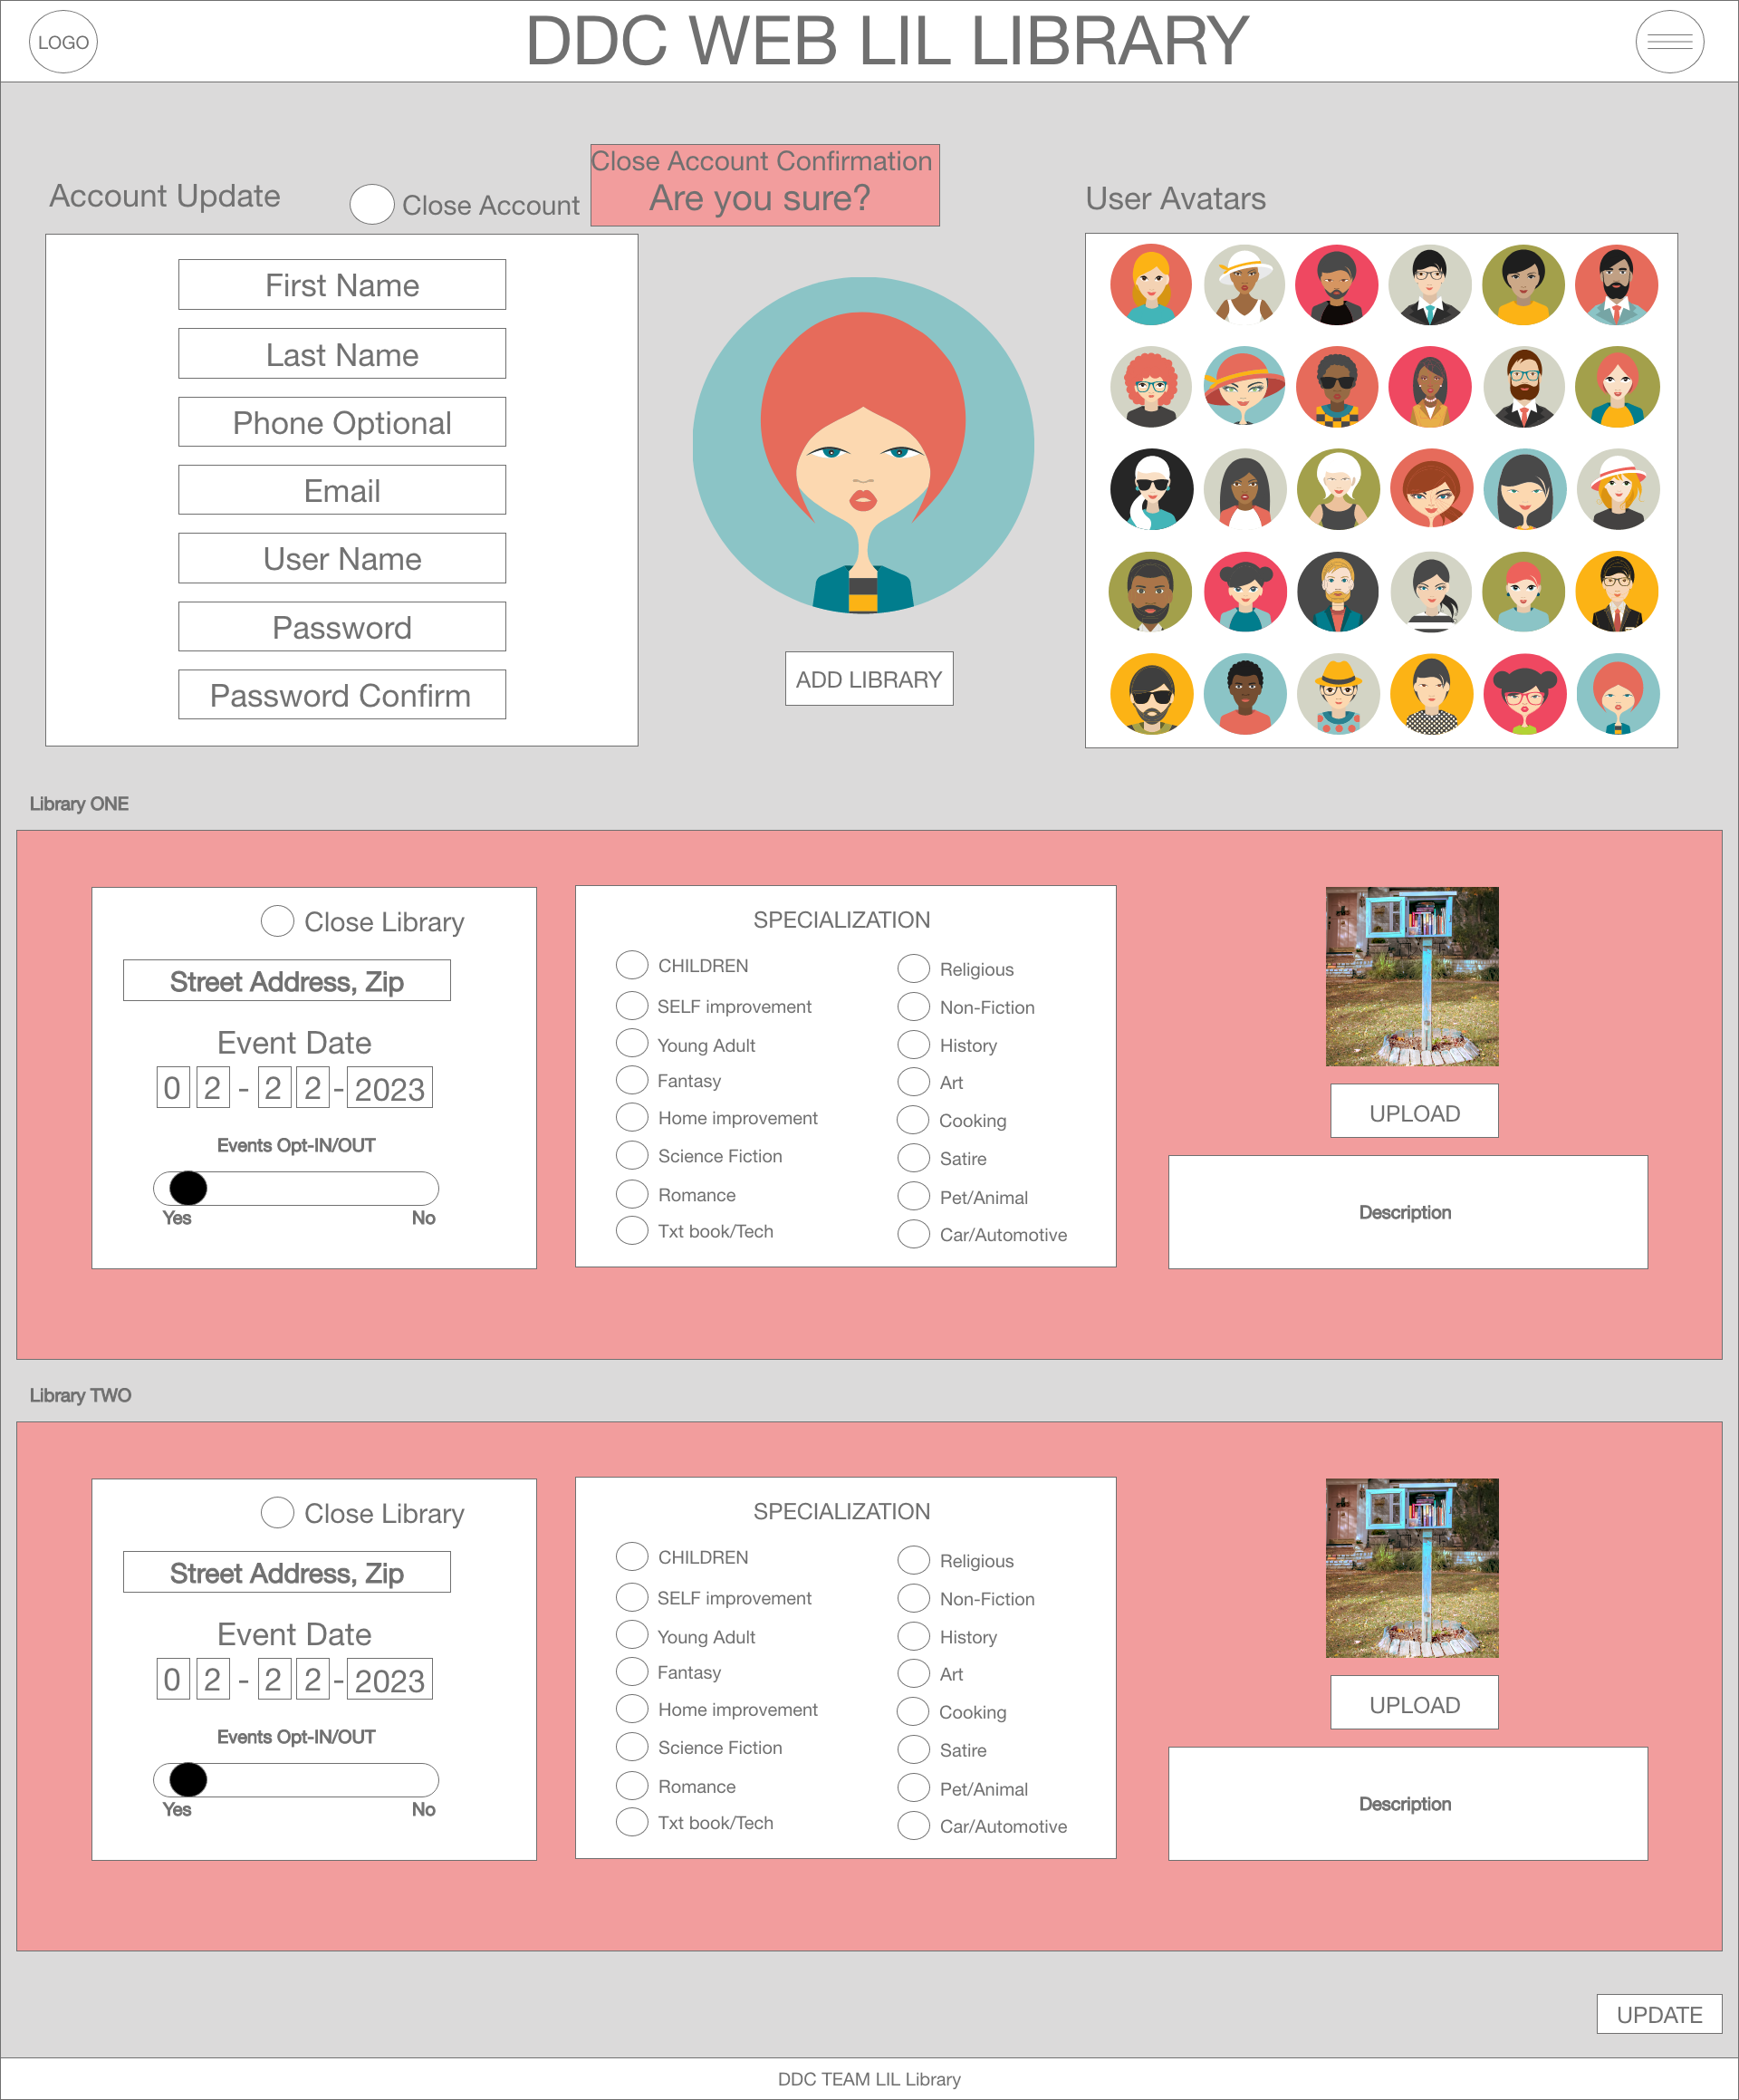 LOGO
DDC WEB LIL LIBRARY
Close Account Confirmation
Are you sure?
Account Update
Close Account
User Avatars
First Name
Last Name
Phone Optional
Email
User Name
Password
Password Confirm
ADD LIBRARY
Library ONE
Close Library
Street Address, Zip
Event Date
0 2 - 2 2 - 2023
Events Opt-IN/OUT
Yes No
SPECIALIZATION
CHILDREN
SELF improvement
Young Adult
Fantasy
Home improvement
Science Fiction
Romance
Txt book/Tech
Religious
Non-Fiction
History
Art
Cooking
Satire
Pet/Animal
Car/Automotive
UPLOAD
Description
Library TWO
Close Library
Street Address, Zip
Event Date
0 2 - 2 2 - 2023
Events Opt-IN/OUT
Yes No
SPECIALIZATION
CHILDREN
SELF improvement
Young Adult
Fantasy
Home improvement
Science Fiction
Romance
Txt book/Tech
Religious
Non-Fiction
History
Art
Cooking
Satire
Pet/Animal
Car/Automotive
UPLOAD
Description
UPDATE
DDC TEAM LIL Library